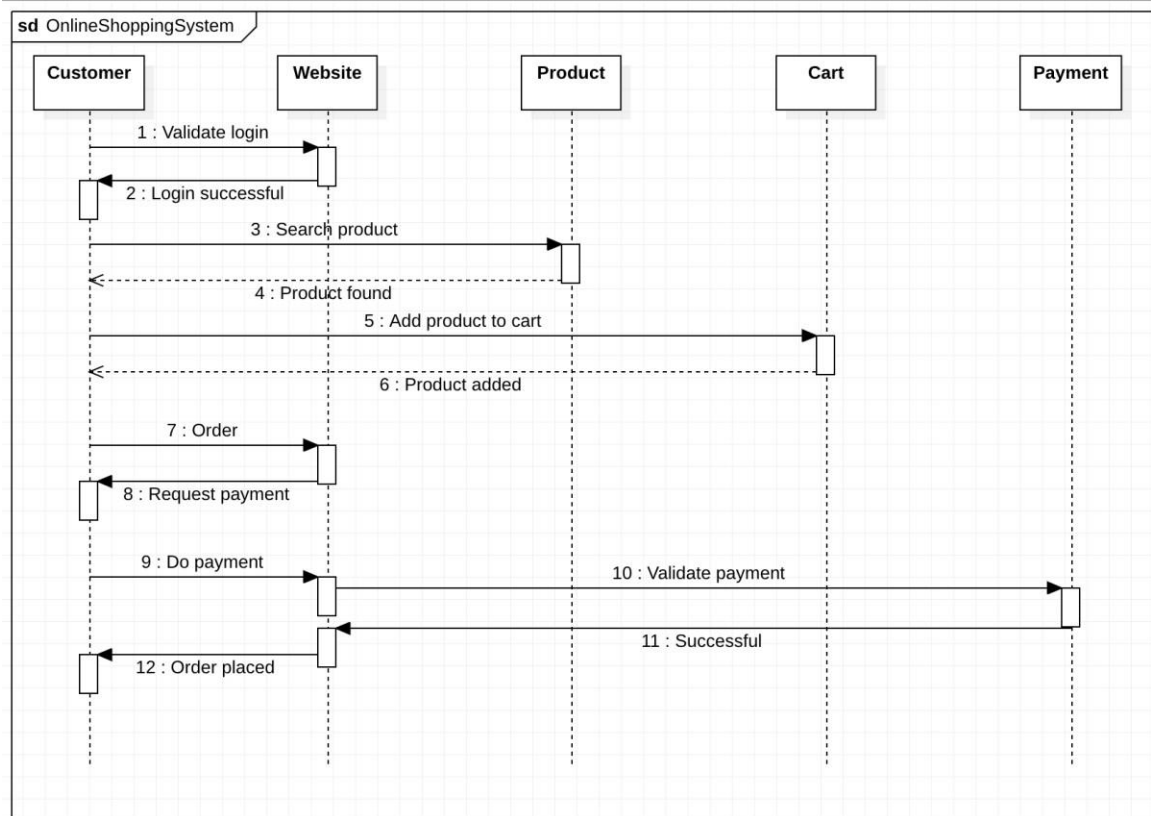 sd OnlineShoppingSystem
Customer
Website
Product
Cart
Payment
1 : Validate login
2 : Login successful
3 : Search product
4 : Product found
5 : Add product to cart
6 : Product added
7 : Order
8 : Request payment
9 : Do payment
10 : Validate payment
11 : Successful
12 : Order placed